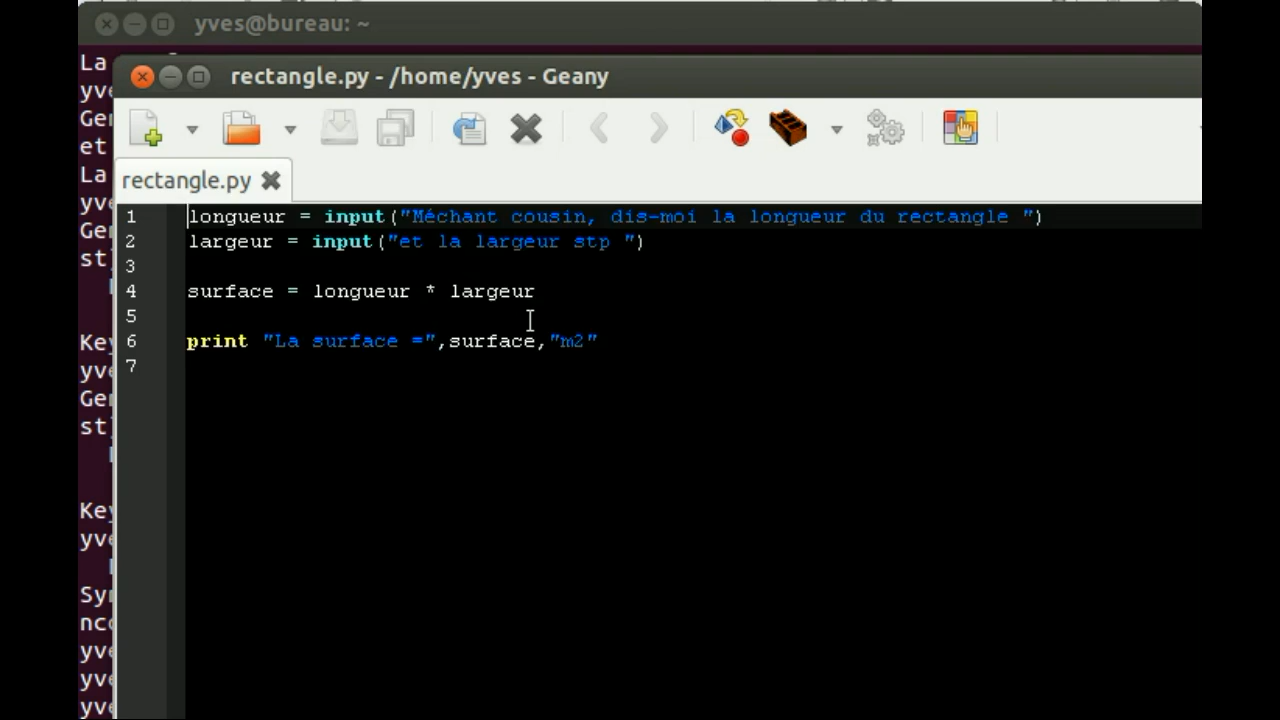 yves@bureau: ~
La
rectangle.py - /home/yves - Geany
rectangle.py
1 longueur = input("Méchant cousin, dis-moi la longueur du rectangle ")
2 largeur = input("et la largeur stp ")
3
4 surface = longueur * largeur
5
6 print "La surface =",surface,"m2"
7